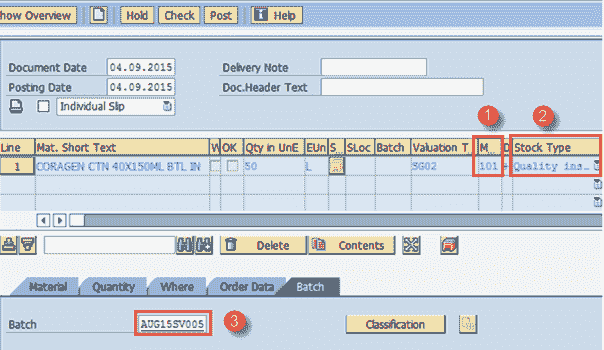 how Overview Hold Check Post Help
Document Date 04.09.2015 Delivery Note
Posting Date 04.09.2015 Doc.Header Text
Individual Slip
1 2
Line Mat. Short Text OK Qty in UnE EUn S.. SLoc Batch Valuation T M... D Stock Type
1 CORAGEN CTN 40X150ML BTL IN 50 L SG02 101 + Quality ins…
Delete Contents
Material Quantity Where Order Data Batch
Batch AUG15SV005 3 Classification